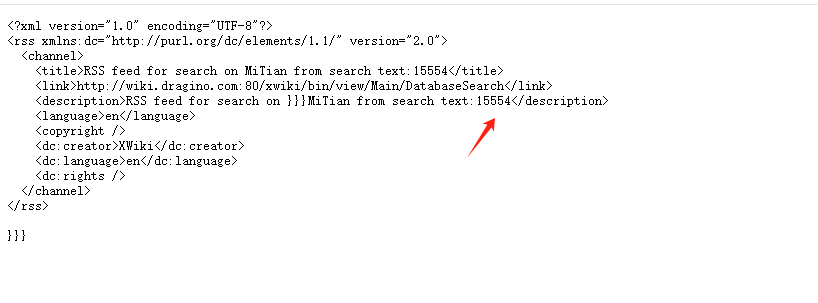 <?xml version="1.0" encoding="UTF-8"?>
<rss xmlns:dc="http://purl.org/dc/elements/1.1/" version="2.0">
<channel>
<title>RSS feed for search on MiTian from search text:15554</title>
<link>http://wiki.dragino.com:80/xwiki/bin/view/Main/DatabaseSearch</link>
<description>RSS feed for search on }}}MiTian from search text:15554</description>
<language>en</language>
<copyright />
<dc:creator>XWiki</dc:creator>
<dc:language>en</dc:language>
<dc:rights />
</channel>
</rss>
}}}